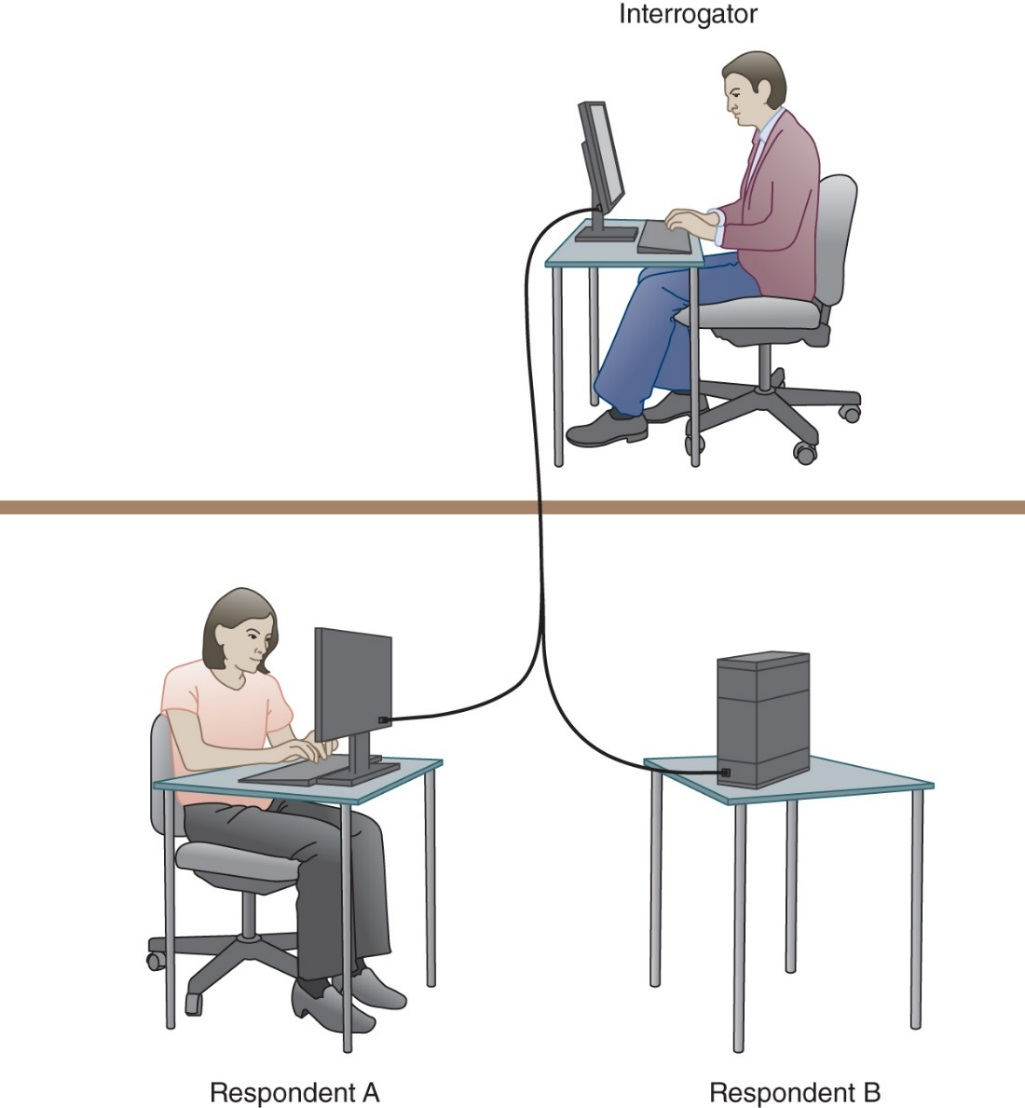 Interrogator
Respondent A
Respondent B